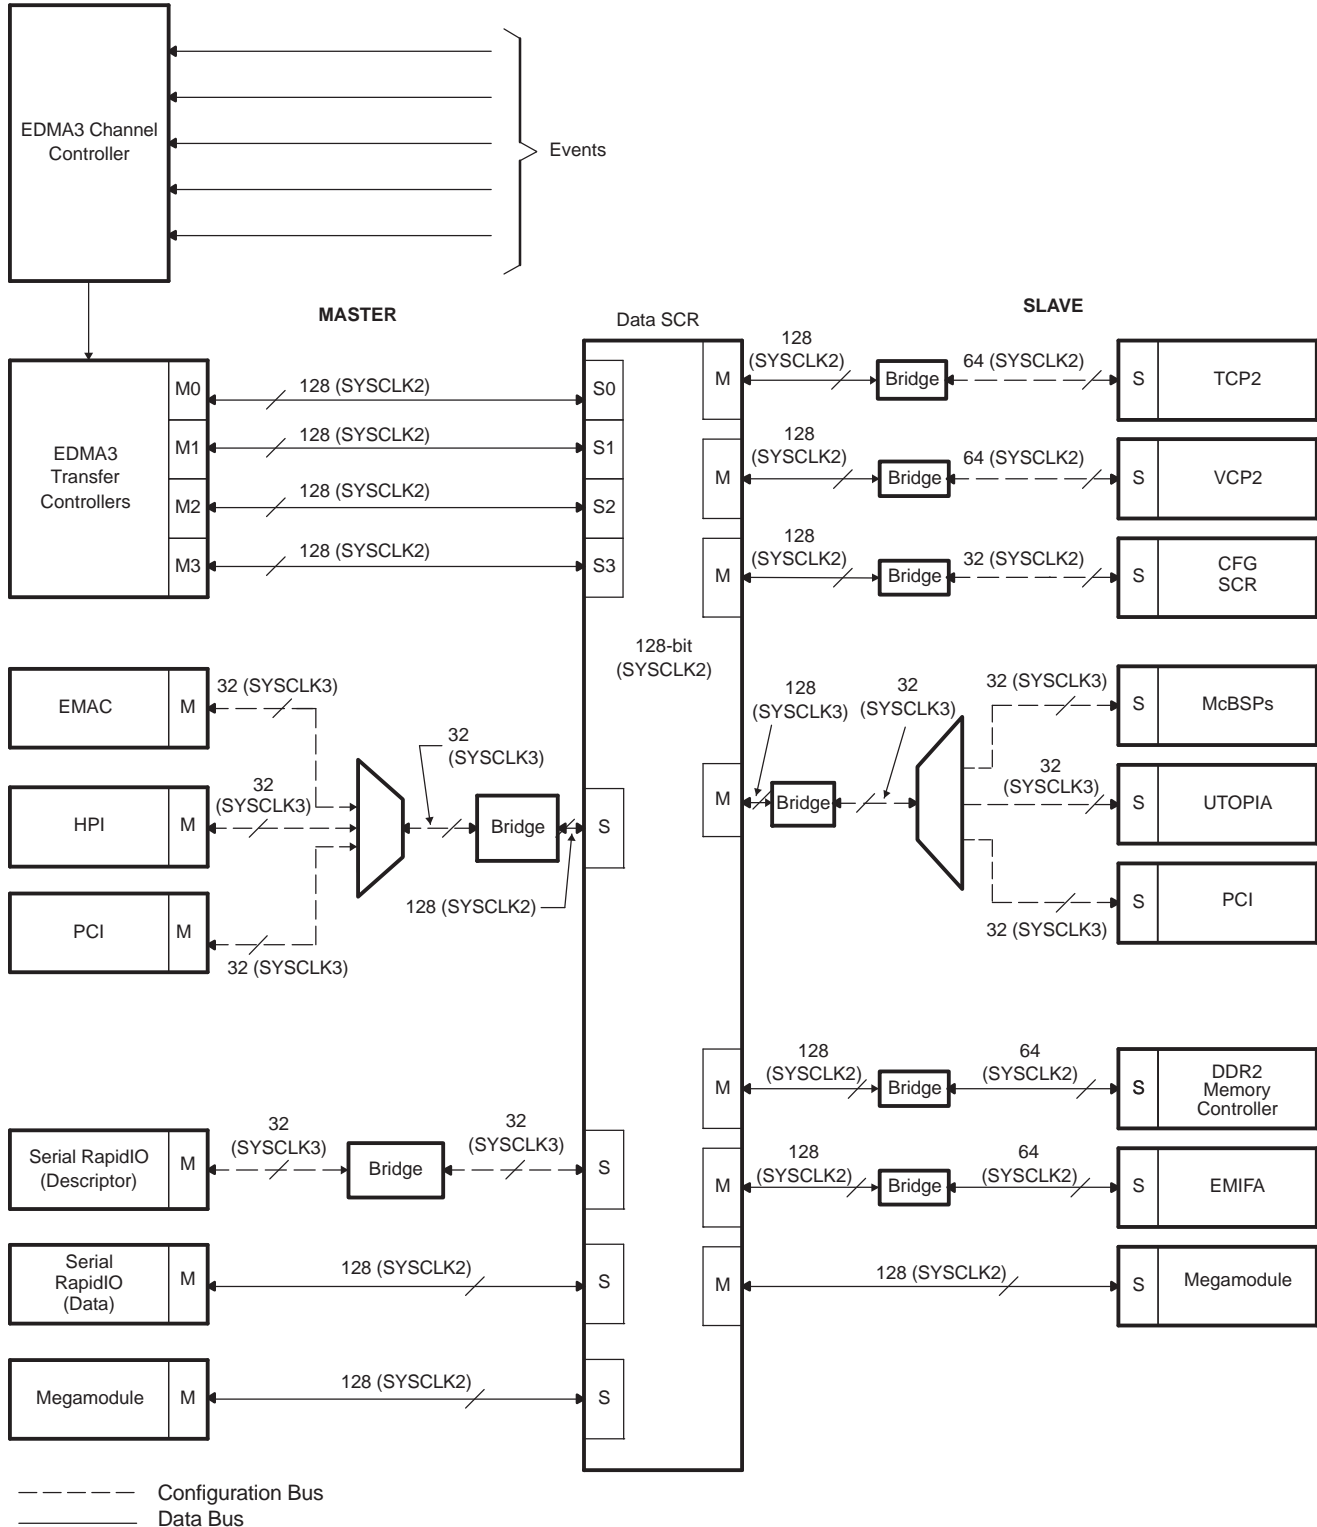 EDMA3 Channel
Controller
Events
MASTER
SLAVE
Data SCR
EDMA3
Transfer
Controllers
M0
128 (SYSCLK2)
S0
M1
128 (SYSCLK2)
S1
M2
128 (SYSCLK2)
S2
M3
128 (SYSCLK2)
S3
128-bit
(SYSCLK2)
M
128
(SYSCLK2)
Bridge
64 (SYSCLK2)
S
TCP2
M
128
(SYSCLK2)
Bridge
64 (SYSCLK2)
S
VCP2
M
128
(SYSCLK2)
Bridge
32 (SYSCLK2)
S
CFG
SCR
EMAC
M
32 (SYSCLK3)
HPI
M
32
(SYSCLK3)
PCI
M
32 (SYSCLK3)
32
(SYSCLK3)
Bridge
128 (SYSCLK2)
S
M
128
(SYSCLK3)
Bridge
32
(SYSCLK3)
32 (SYSCLK3)
S
McBSPs
32
(SYSCLK3)
S
UTOPIA
32 (SYSCLK3)
S
PCI
M
128
(SYSCLK2)
Bridge
64
(SYSCLK2)
S
DDR2
Memory
Controller
Serial RapidIO
(Descriptor)
M
32
(SYSCLK3)
Bridge
32
(SYSCLK3)
S
M
128
(SYSCLK2)
Bridge
64
(SYSCLK2)
S
EMIFA
Serial
RapidIO
(Data)
M
128 (SYSCLK2)
S
M
128 (SYSCLK2)
S
Megamodule
Megamodule
M
128 (SYSCLK2)
S
Configuration Bus
Data Bus